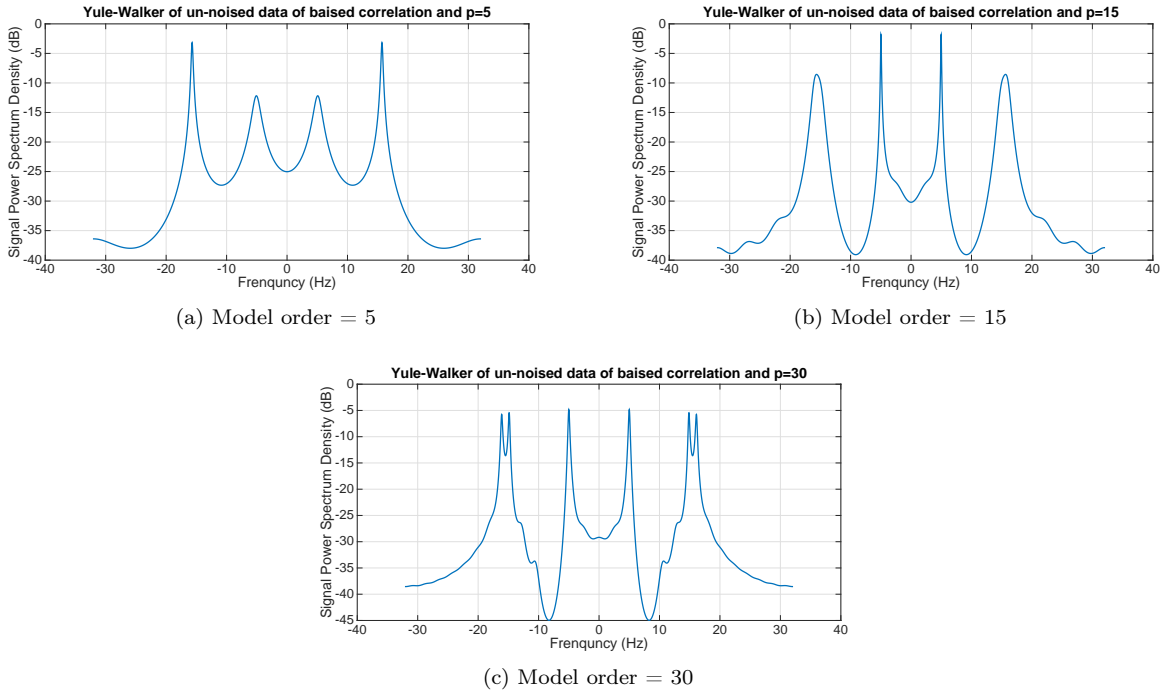 Yule-Walker of un-noised data of baised correlation and p=5
Signal Power Spectrum Density (dB)
0
-5
-10
-15
-20
-25
-30
-35
-40
-40 -30 -20 -10 0 10 20 30 40
Frenquncy (Hz)
(a) Model order = 5
Yule-Walker of un-noised data of baised correlation and p=15
Signal Power Spectrum Density (dB)
0
-5
-10
-15
-20
-25
-30
-35
-40
-40 -30 -20 -10 0 10 20 30 40
Frenquncy (Hz)
(b) Model order = 15
Yule-Walker of un-noised data of baised correlation and p=30
Signal Power Spectrum Density (dB)
0
-5
-10
-15
-20
-25
-30
-35
-40
-45
-40 -30 -20 -10 0 10 20 30 40
Frenquncy (Hz)
(c) Model order = 30